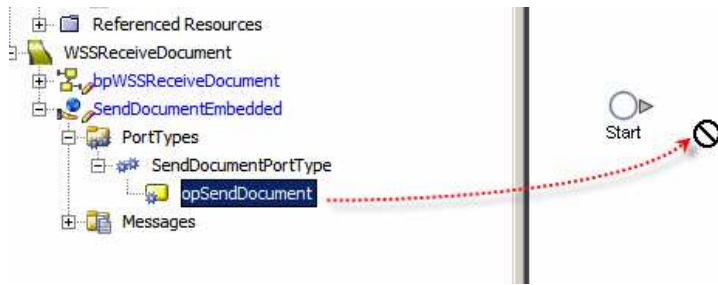 Referenced Resources
WSSReceiveDocument
bpWSSReceiveDocument
SendDocumentEmbedded
PortTypes
SendDocumentPortType
opSendDocument
Messages
Start